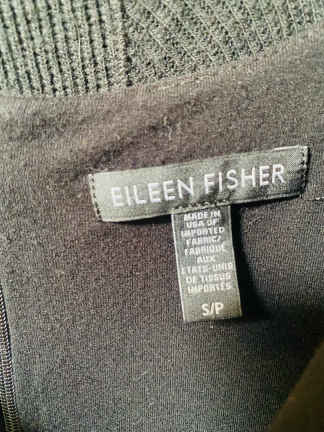 EILEEN FISHER
MADE IN
USA OF
IMPORTED
FABRIC/
FABRIQUÉ
AUX
ÉTATS-UNIS
DE TISSUS
IMPORTÉS
S/P